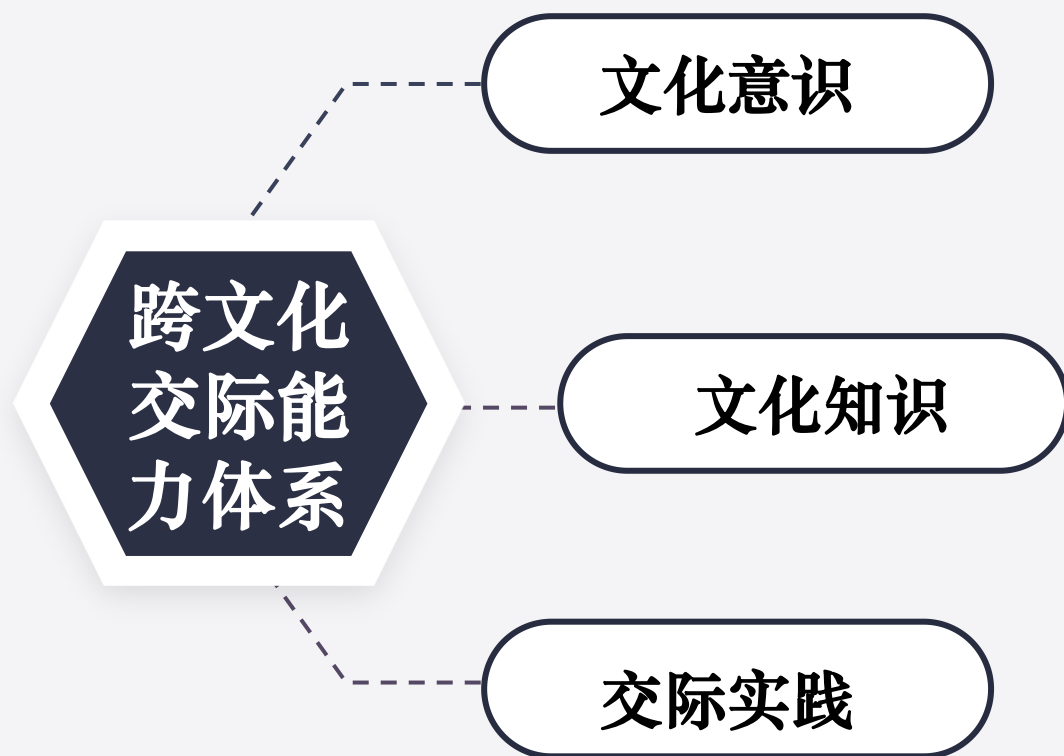 文化意识
跨文化
交际能
力体系
文化知识
交际实践